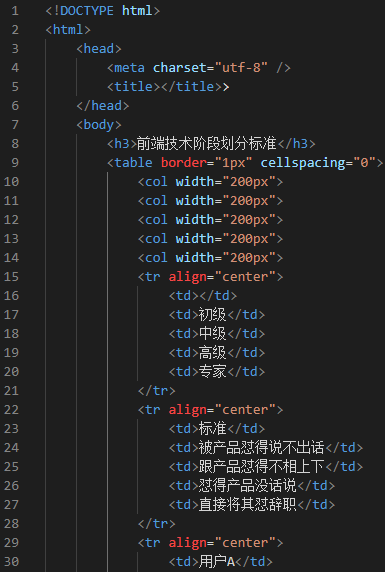 1 <!DOCTYPE html>
2 <html>
3 <head>
4 <meta charset="utf-8" />
5 <title></title>>
6 </head>
7 <body>
8 <h3>前端技术阶段划分标准</h3>
9 <table border="1px" cellspacing="0">
10 <col width="200px">
11 <col width="200px">
12 <col width="200px">
13 <col width="200px">
14 <col width="200px">
15 <tr align="center">
16 <td></td>
17 <td>初级</td>
18 <td>中级</td>
19 <td>高级</td>
20 <td>专家</td>
21 </tr>
22 <tr align="center">
23 <td>标准</td>
24 <td>被产品怼得说不出话</td>
25 <td>跟产品怼得不相上下</td>
26 <td>怼得产品没话说</td>
27 <td>直接将其怼辞职</td>
28 </tr>
29 <tr align="center">
30 <td>用户A</td>